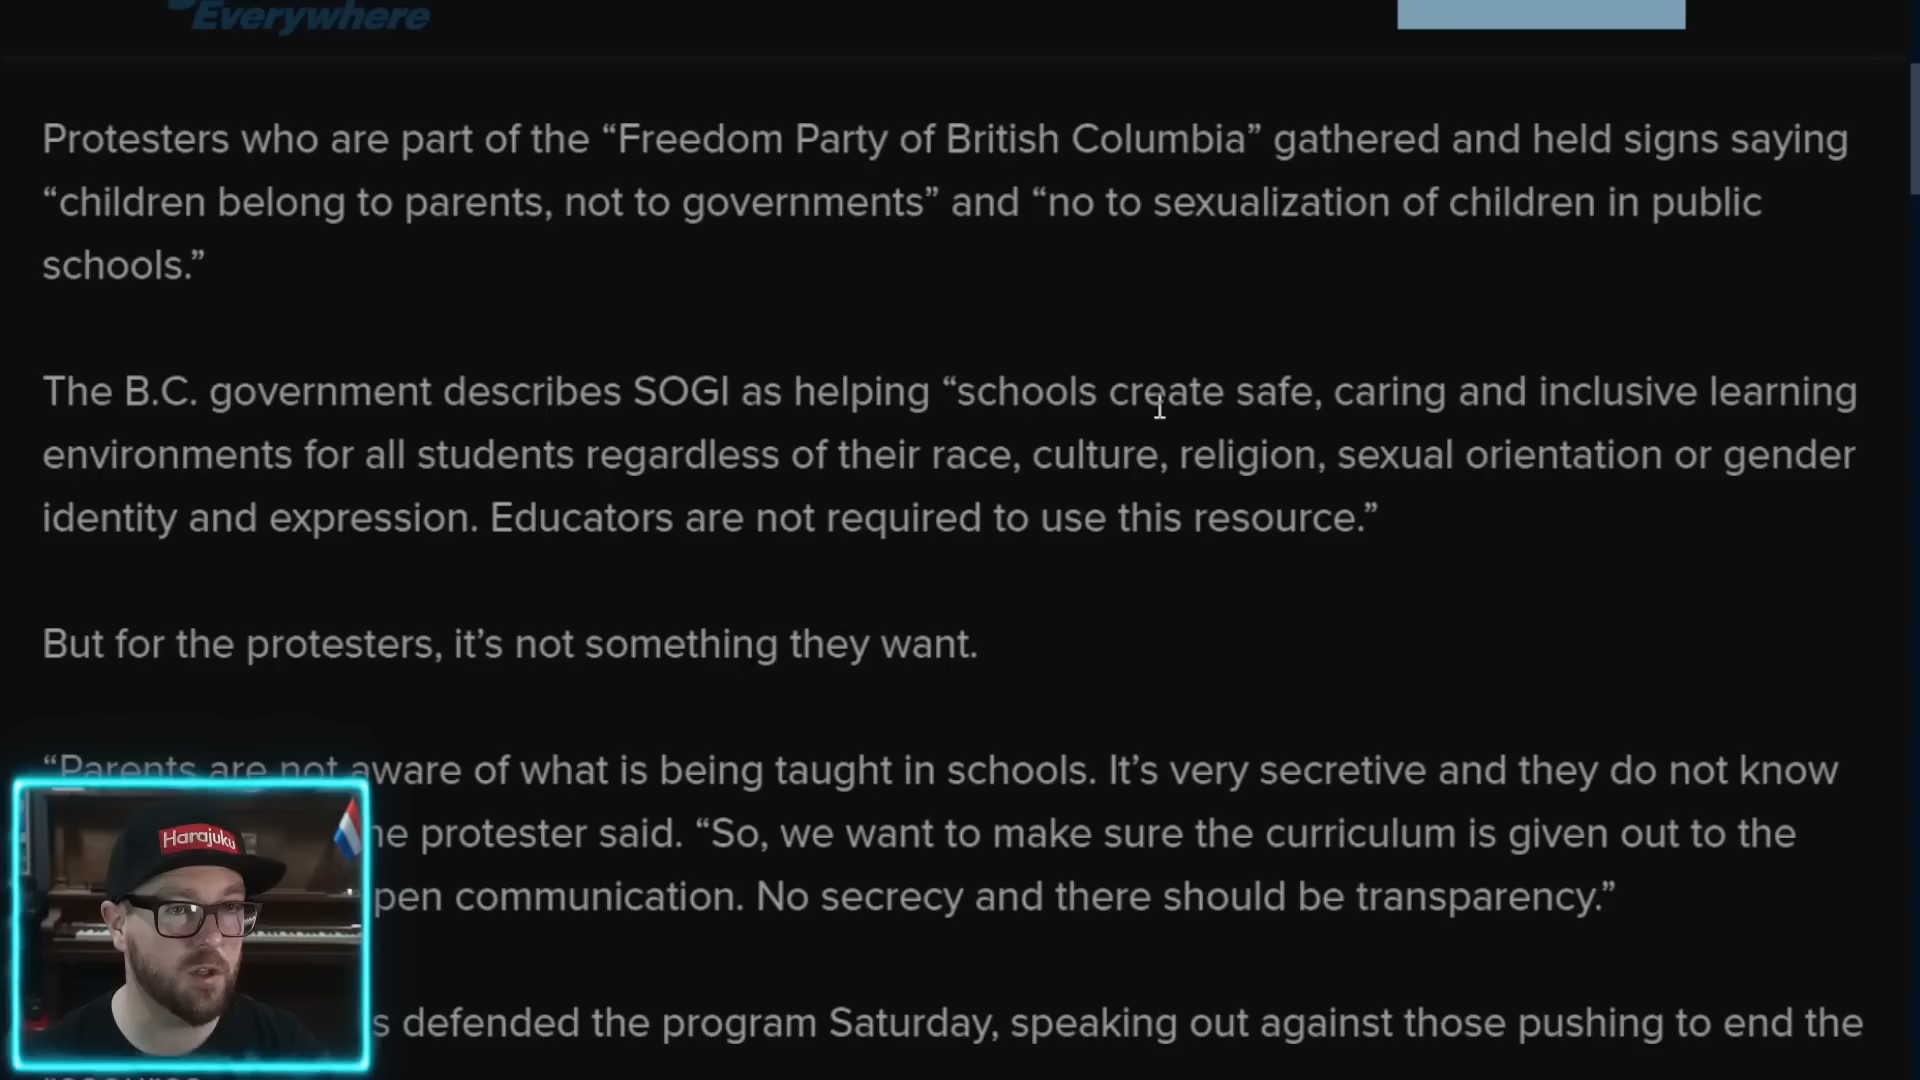 Everywhere
Protesters who are part of the “Freedom Party of British Columbia” gathered and held signs saying
“children belong to parents, not to governments” and “no to sexualization of children in public
schools.”
The B.C. government describes SOGI as helping “schools create safe, caring and inclusive learning
environments for all students regardless of their race, culture, religion, sexual orientation or gender
identity and expression. Educators are not required to use this resource.”
But for the protesters, it’s not something they want.
“Parents are not aware of what is being taught in schools. It’s very secretive and they do not know
protester said. “So, we want to make sure the curriculum is given out to the
communication. No secrecy and there should be transparency.”
defended the program Saturday, speaking out against those pushing to end the
Harajuku